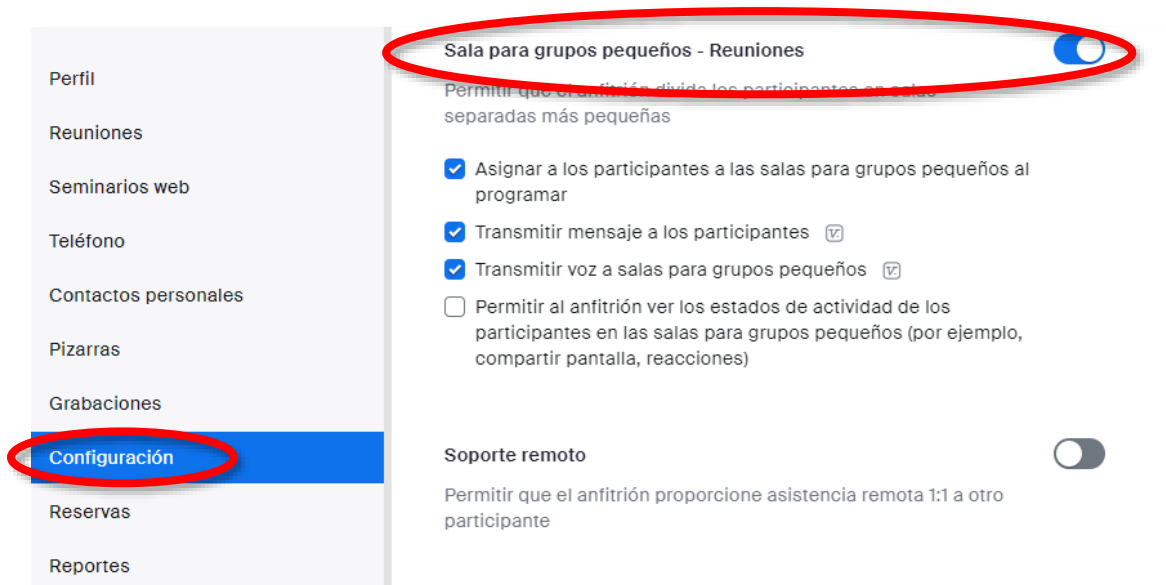 Perfil
Reuniones
Seminarios web
Teléfono
Contactos personales
Pizarras
Grabaciones
Configuración
Reservas
Reportes
Sala para grupos pequeños - Reuniones
Permitir que el anfitrión divida los participantes en salas
separadas más pequeñas
Asignar a los participantes a las salas para grupos pequeños al
programar
Transmitir mensaje a los participantes
Transmitir voz a salas para grupos pequeños
Permitir al anfitrión ver los estados de actividad de los
participantes en las salas para grupos pequeños (por ejemplo,
compartir pantalla, reacciones)
Soporte remoto
Permitir que el anfitrión proporcione asistencia remota 1:1 a otro
participante